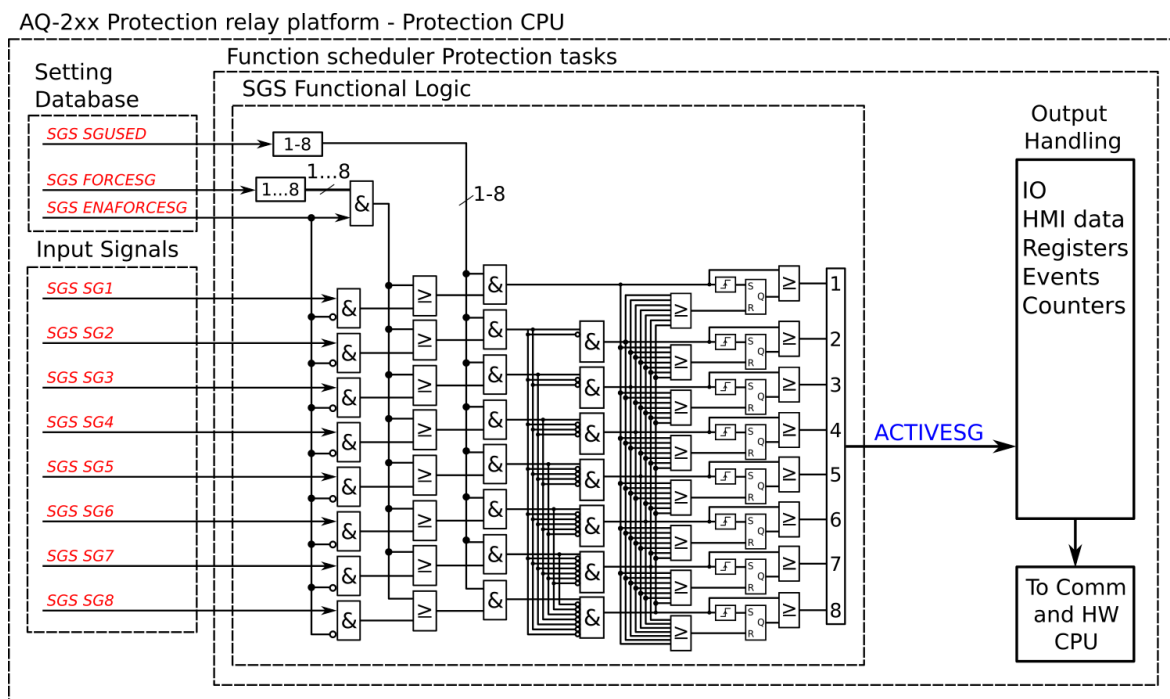 AQ-2xx Protection relay platform - Protection CPU
Function scheduler Protection tasks
Setting
Database
SGS Functional Logic
SGS SGUSED
1-8
SGS FORCESG
1...8
1...8
&
1-8
SGS ENAFORCESG
Input Signals
SGS SG1
& ≥ &
S Q R
≥ ≥ 1
SGS SG2
& ≥ & &
S Q R
≥ ≥ 2
SGS SG3
& ≥ & &
S Q R
≥ ≥ 3
SGS SG4
& ≥ & &
S Q R
≥ ≥ 4
SGS SG5
& ≥ & &
S Q R
≥ ≥ 5
SGS SG6
& ≥ & &
S Q R
≥ ≥ 6
SGS SG7
& ≥ & &
S Q R
≥ ≥ 7
SGS SG8
& ≥ & &
S Q R
≥ ≥ 8
ACTIVESG
Output
Handling
IO
HMI data
Registers
Events
Counters
To Comm
and HW
CPU